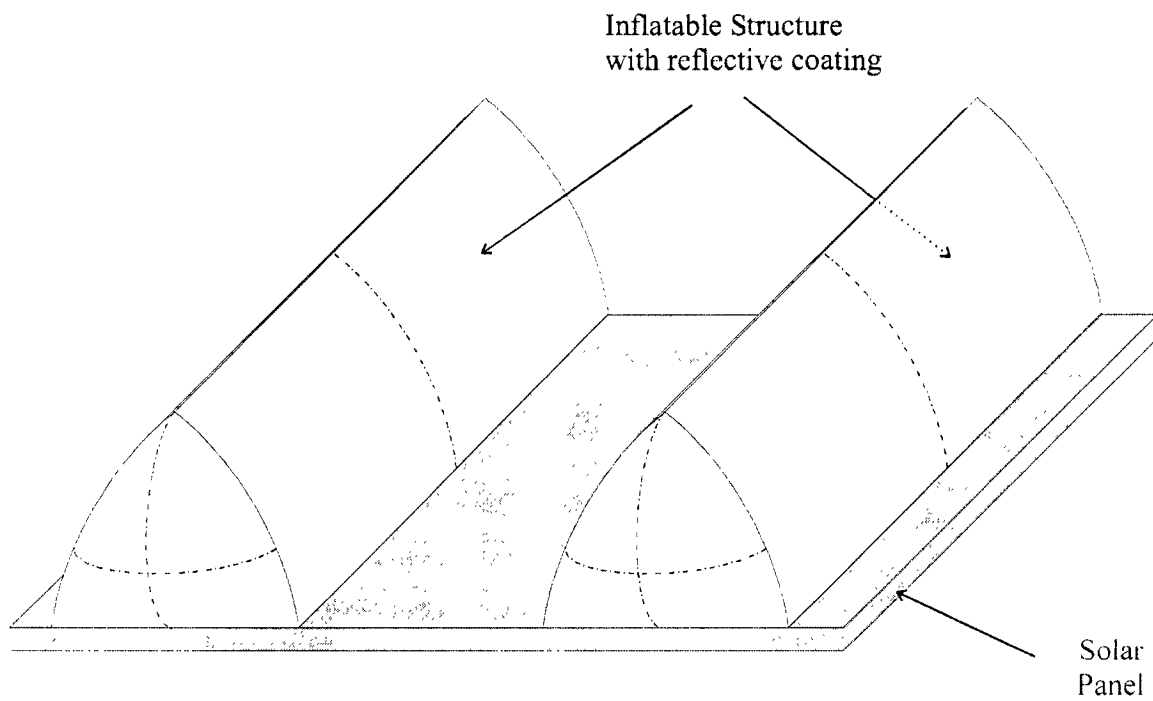 Inflatable Structure
with reflective coating
Solar
Panel